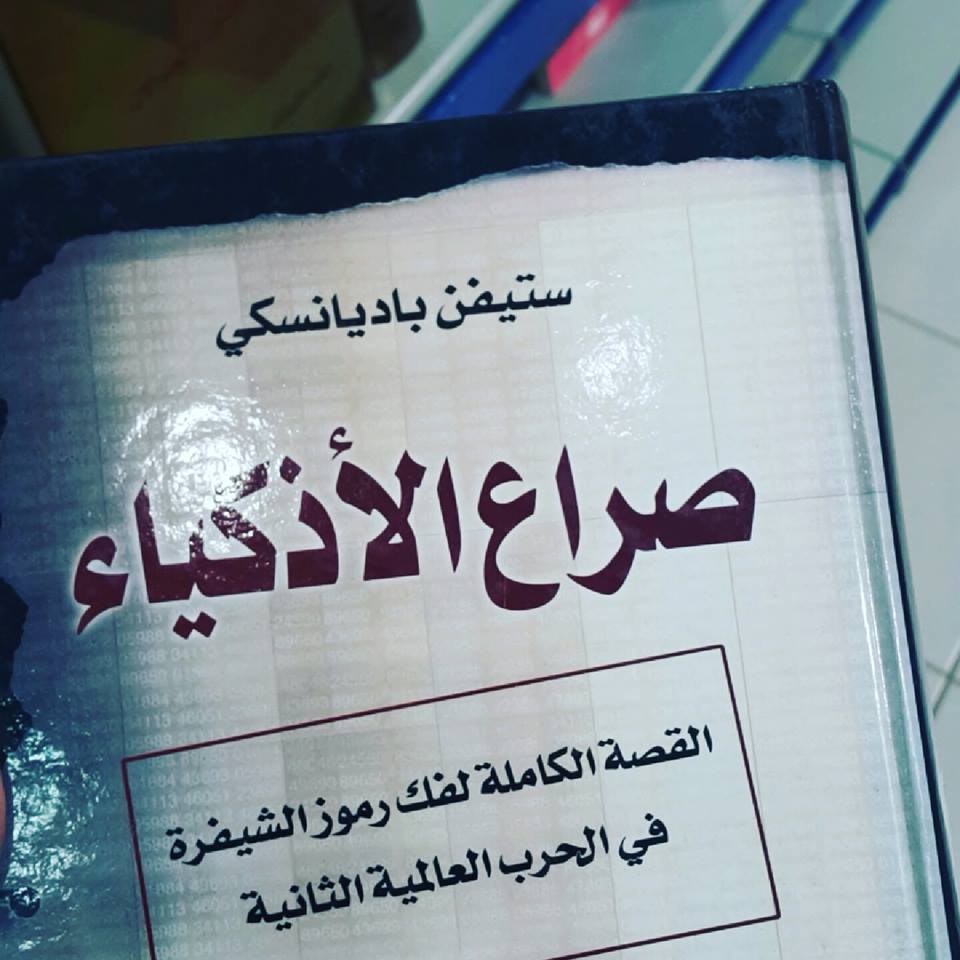 ستيفن باديانسكي
صراع الأذكياء
القصة الكاملة لفك رموز الشيفرة
في الحرب العالمية الثانية